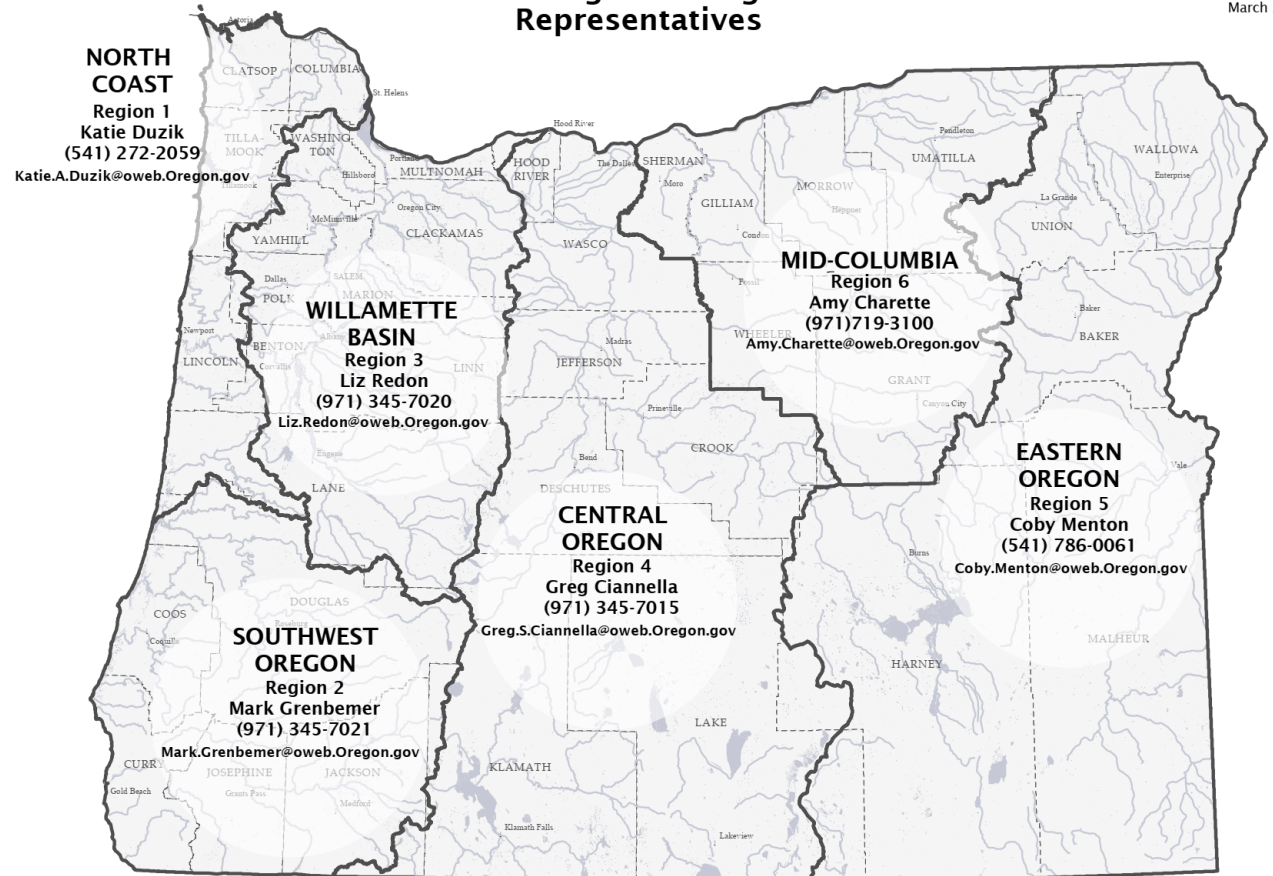 Representatives
March
NORTH
COAST
Region 1
Katie Duzik
(541) 272-2059
Katie.A.Duzik@oweb.Oregon.gov
Astoria
CLATSOP
COLUMBIA
St. Helens
TILLA-
MOOK
Tillamook
WASHING-
TON
Hillsboro
Portland
MULTNOMAH
Hood River
HOOD
RIVER
The Dalles
SHERMAN
Moro
GILLIAM
Condon
MORROW
Heppner
Pendleton
UMATILLA
WALLOWA
Enterprise
La Grande
UNION
McMinnville
Oregon City
YAMHILL
CLACKAMAS
WASCO
Dallas
SALEM
POLK
MARION
WILLAMETTE
BASIN
Region 3
Liz Redon
(971) 345-7020
Liz.Redon@oweb.Oregon.gov
Newport
LINCOLN
BENTON
Albany
Corvallis
LINN
Eugene
LANE
Madras
JEFFERSON
Prineville
CROOK
Bend
DESCHUTES
MID-COLUMBIA
Region 6
Amy Charette
(971)719-3100
Amy.Charette@oweb.Oregon.gov
Fossil
WHEELER
GRANT
Canyon City
Baker
BAKER
EASTERN
OREGON
Region 5
Coby Menton
(541) 786-0061
Coby.Menton@oweb.Oregon.gov
Vale
Burns
HARNEY
MALHEUR
CENTRAL
OREGON
Region 4
Greg Ciannella
(971) 345-7015
Greg.S.Ciannella@oweb.Oregon.gov
LAKE
KLAMATH
Klamath Falls
Lakeview
COOS
Coquille
DOUGLAS
Roseburg
SOUTHWEST
OREGON
Region 2
Mark Grenbemer
(971) 345-7021
Mark.Grenbemer@oweb.Oregon.gov
CURRY
Gold Beach
JOSEPHINE
Grants Pass
JACKSON
Medford